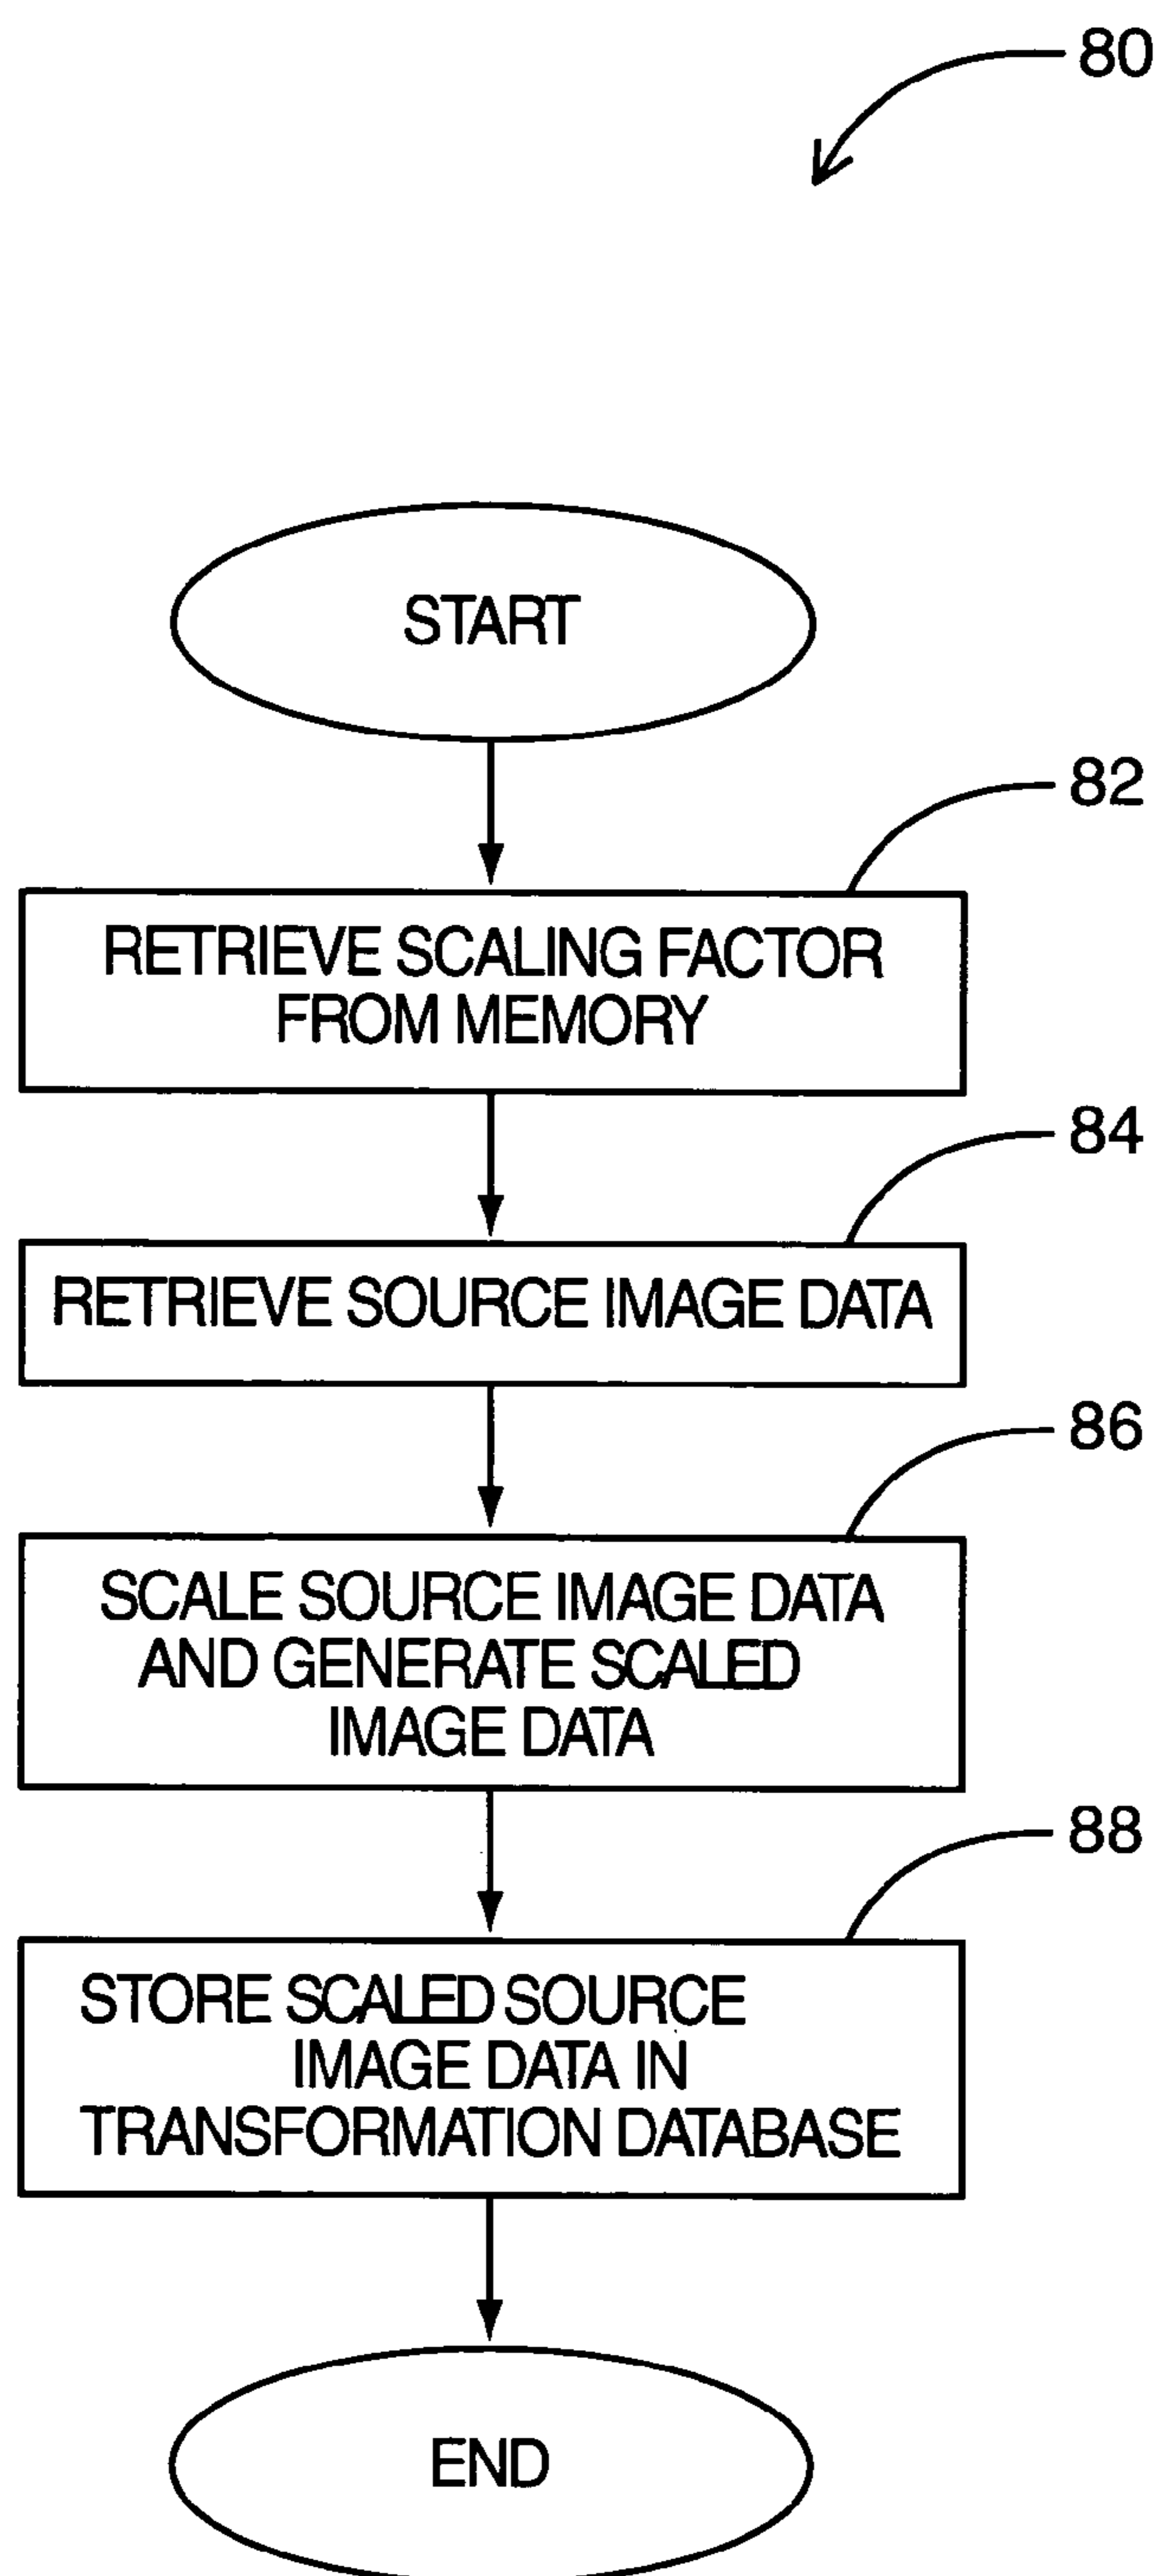 80
START
82
RETRIEVE SCALING FACTOR
FROM MEMORY
84
RETRIEVE SOURCE IMAGE DATA
86
SCALE SOURCE IMAGE DATA
AND GENERATE SCALED
IMAGE DATA
88
STORE SCALED SOURCE
IMAGE DATA IN
TRANSFORMATION DATABASE
END